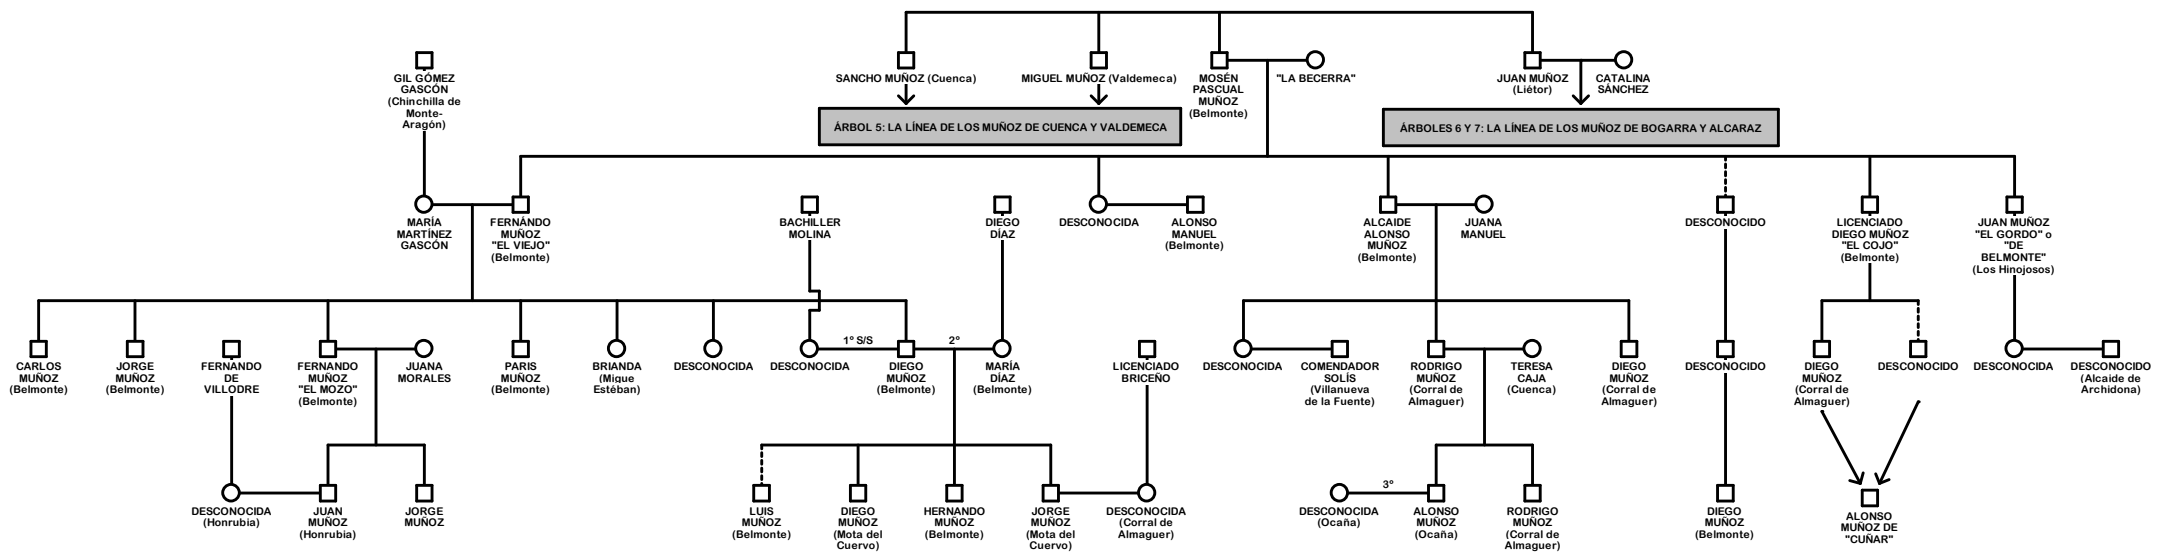 GIL GÓMEZ
GASCÓN
(Chinchilla de
Monte-
Aragón)
SANCHO MUÑOZ (Cuenca)
MIGUEL MUÑOZ (Valdemeca)
MOSÉN
PASCUAL
MUÑOZ
(Belmonte)
"LA BECERRA"
JUAN MUÑOZ
(Liétor)
CATALINA
SÁNCHEZ
ÁRBOL 5: LA LÍNEA DE LOS MUÑOZ DE CUENCA Y VALDEMECA
ÁRBOLES 6 Y 7: LA LÍNEA DE LOS MUÑOZ DE BOGARRA Y ALCARAZ
MARÍA
MARTÍNEZ
GASCÓN
FERNÁNDO
MUÑOZ
"EL VIEJO"
(Belmonte)
BACHILLER
MOLINA
DIEGO
DÍAZ
DESCONOCIDA
ALONSO
MANUEL
(Belmonte)
ALCAIDE
ALONSO
MUÑOZ
(Belmonte)
JUANA
MANUEL
DESCONOCIDO
LICENCIADO
DIEGO MUÑOZ
"EL COJO"
(Belmonte)
JUAN MUÑOZ
"EL GORDO" o
"DE
BELMONTE"
(Los Hinojosos)
CARLOS
MUÑOZ
(Belmonte)
JORGE
MUÑOZ
(Belmonte)
FERNANDO
DE
VILLODRE
FERNANDO
MUÑOZ
"EL MOZO"
(Belmonte)
JUANA
MORALES
PARIS
MUÑOZ
(Belmonte)
BRIANDA
(Migue
Estéban)
DESCONOCIDA
DESCONOCIDA
1º S/S
DIEGO
MUÑOZ
(Belmonte)
2º
MARÍA
DÍAZ
(Belmonte)
LICENCIADO
BRICEÑO
DESCONOCIDA
COMENDADOR
SOLÍS
(Villanueva
de la Fuente)
RODRIGO
MUÑOZ
(Corral de
Almaguer)
TERESA
CAJA
(Cuenca)
DIEGO
MUÑOZ
(Corral de
Almaguer)
DESCONOCIDO
DIEGO
MUÑOZ
(Corral de
Almaguer)
DESCONOCIDO
DESCONOCIDA
DESCONOCIDO
(Alcaide de
Archidona)
DESCONOCIDA
(Honrubia)
JUAN
MUÑOZ
(Honrubia)
JORGE
MUÑOZ
LUIS
MUÑOZ
(Belmonte)
DIEGO
MUÑOZ
(Mota del
Cuervo)
HERNANDO
MUÑOZ
(Belmonte)
JORGE
MUÑOZ
(Mota del
Cuervo)
DESCONOCIDA
(Corral de
Almaguer)
DESCONOCIDA
(Ocaña)
3º
ALONSO
MUÑOZ
(Ocaña)
RODRIGO
MUÑOZ
(Corral de
Almaguer)
DIEGO
MUÑOZ
(Belmonte)
ALONSO
MUÑOZ DE
"CUÑAR"